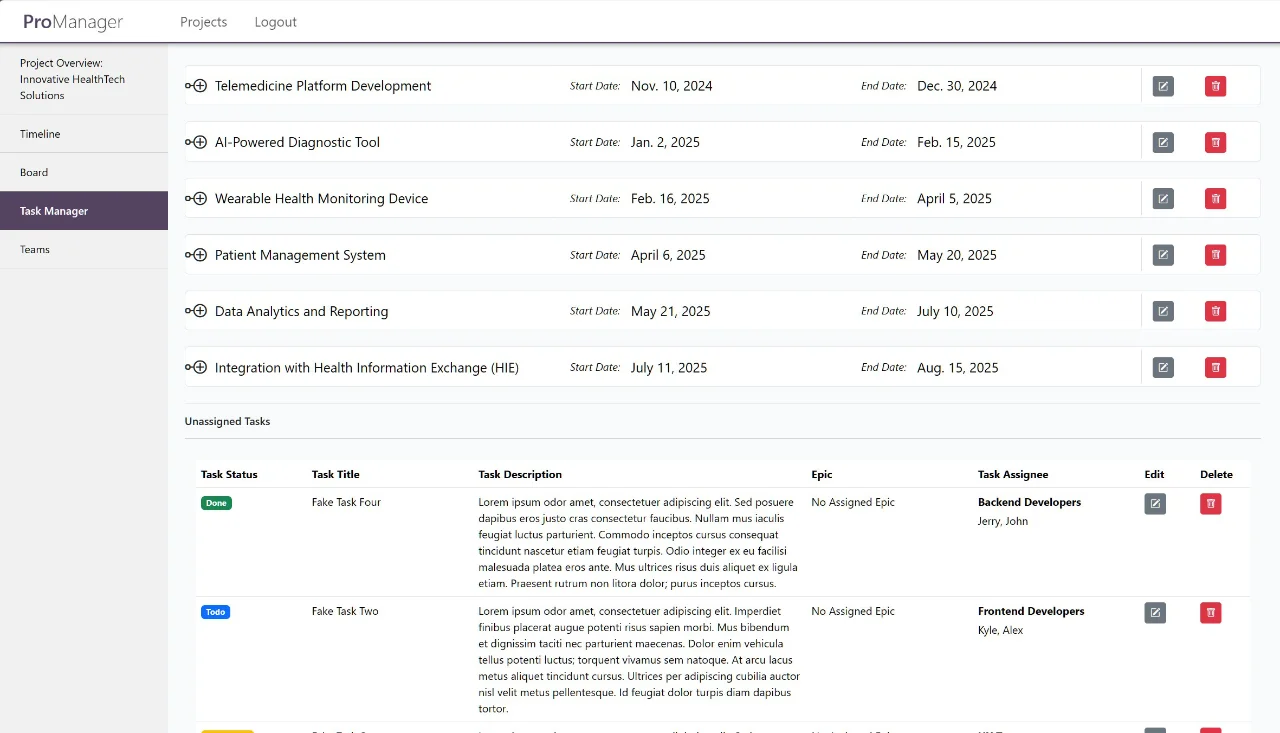 ProManager Projects Logout
Project Overview:
Innovative HealthTech
Solutions
Timeline
Board
Task Manager
Teams
Telemedicine Platform Development Start Date: Nov. 10, 2024 End Date: Dec. 30, 2024
AI-Powered Diagnostic Tool Start Date: Jan. 2, 2025 End Date: Feb. 15, 2025
Wearable Health Monitoring Device Start Date: Feb. 16, 2025 End Date: April 5, 2025
Patient Management System Start Date: April 6, 2025 End Date: May 20, 2025
Data Analytics and Reporting Start Date: May 21, 2025 End Date: July 10, 2025
Integration with Health Information Exchange (HIE) Start Date: July 11, 2025 End Date: Aug. 15, 2025
Unassigned Tasks
Task Status Task Title Task Description Epic Task Assignee Edit Delete
Done Fake Task Four Lorem ipsum odor amet, consectetuer adipiscing elit. Sed posuere No Assigned Epic Backend Developers
dapibus eros justo cras consectetur faucibus. Nullam mus iaculis Jerry, John
feugiat luctus parturient. Commodo inceptos cursus consequat
tincidunt nascetur etiam feugiat turpis. Odio integer ex eu facilisi
malesuada platea eros ante. Mus ultrices risus duis aliquet ex ligula
etiam. Praesent rutrum non litora dolor; purus inceptos cursus.
Todo Fake Task Two Lorem ipsum odor amet, consectetuer adipiscing elit. Imperdiet No Assigned Epic Frontend Developers
finibus placerat augue potenti risus sapien morbi. Mus bibendum Kyle, Alex
et dignissim taciti nec parturient maecenas. Dolor enim vehicula
tellus potenti luctus; torquent vivamus sem natoque. At arcu lacus
metus aliquet tincidunt cursus. Ultrices per adipiscing cubilia auctor
nisl velit metus pellentesque. Id feugiat dolor turpis diam dapibus
tortor.